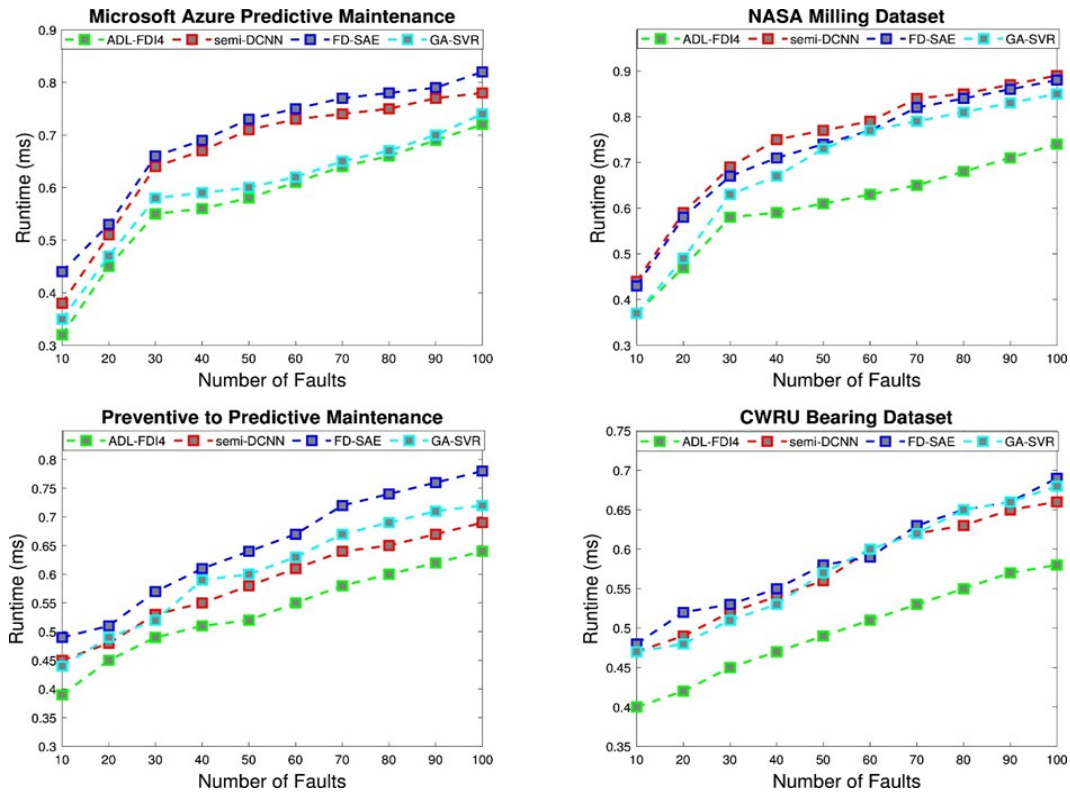 Microsoft Azure Predictive Maintenance
0.9
ADL-FDI4 semi-DCNN FD-SAE GA-SVR
0.8
0.7
0.6
0.5
0.4
0.3
Runtime (ms)
10 20 30 40 50 60 70 80 90 100
Number of Faults
NASA Milling Dataset
ADL-FDI4 semi-DCNN FD-SAE GA-SVR
0.9
0.8
0.7
0.6
0.5
0.4
0.3
Runtime (ms)
10 20 30 40 50 60 70 80 90 100
Number of Faults
Preventive to Predictive Maintenance
ADL-FDI4 semi-DCNN FD-SAE GA-SVR
0.8
0.75
0.7
0.65
0.6
0.55
0.5
0.45
0.4
0.35
0.3
Runtime (ms)
10 20 30 40 50 60 70 80 90 100
Number of Faults
CWRU Bearing Dataset
0.75
ADL-FDI4 semi-DCNN FD-SAE GA-SVR
0.7
0.65
0.6
0.55
0.5
0.45
0.4
0.35
Runtime (ms)
10 20 30 40 50 60 70 80 90 100
Number of Faults